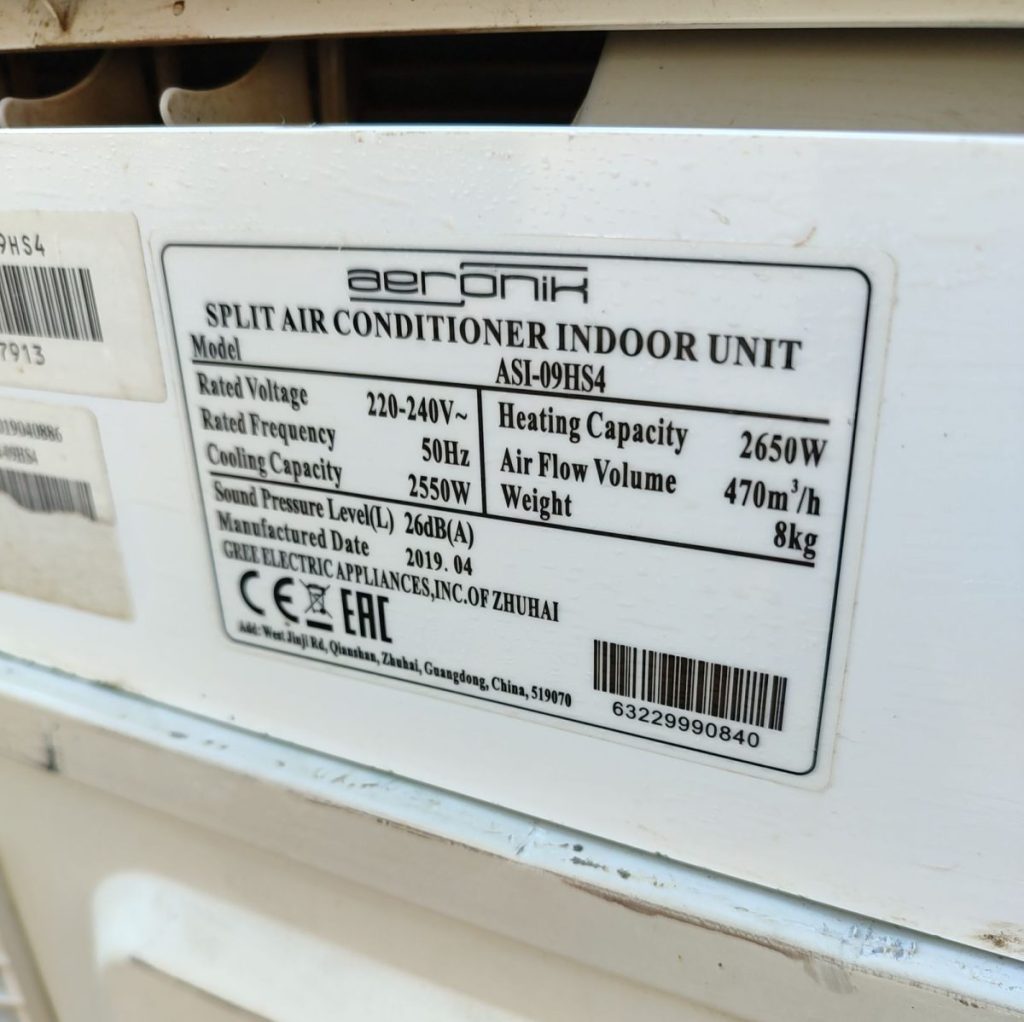 9HS4
7913
019040886
-09HS4
aeronik
SPLIT AIR CONDITIONER INDOOR UNIT
Model ASI-09HS4
Rated Voltage 220-240V~
Rated Frequency 50Hz
Cooling Capacity 2550W
Heating Capacity 2650W
Air Flow Volume 470m³/h
Weight 8kg
Sound Pressure Level(L) 26dB(A)
Manufactured Date 2019.04
GREE ELECTRIC APPLIANCES,INC.OF ZHUHAI
CE EAC
Add: West Jinji Rd, Qianshan, Zhuhai, Guangdong, China, 519070
63229990840